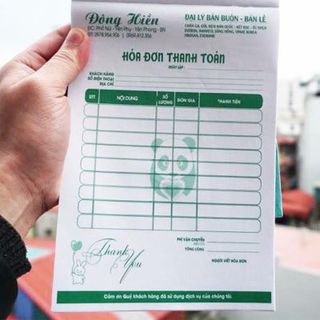 Đông Hiền
ĐẠI LÝ BÁN BUÔN - BÁN LẺ
HÓA ĐƠN THANH TOÁN
KHÁCH HÀNG
SỐ ĐIỆN THOẠI
ĐỊA CHỈ
STT NỘI DUNG SỐ LƯỢNG ĐƠN GIÁ THÀNH TIỀN
PHÍ VẬN CHUYỂN
TỔNG CỘNG
Thank You
NGƯỜI VIẾT HÓA ĐƠN
Cảm ơn Quý khách hàng đã sử dụng dịch vụ của chúng tôi.